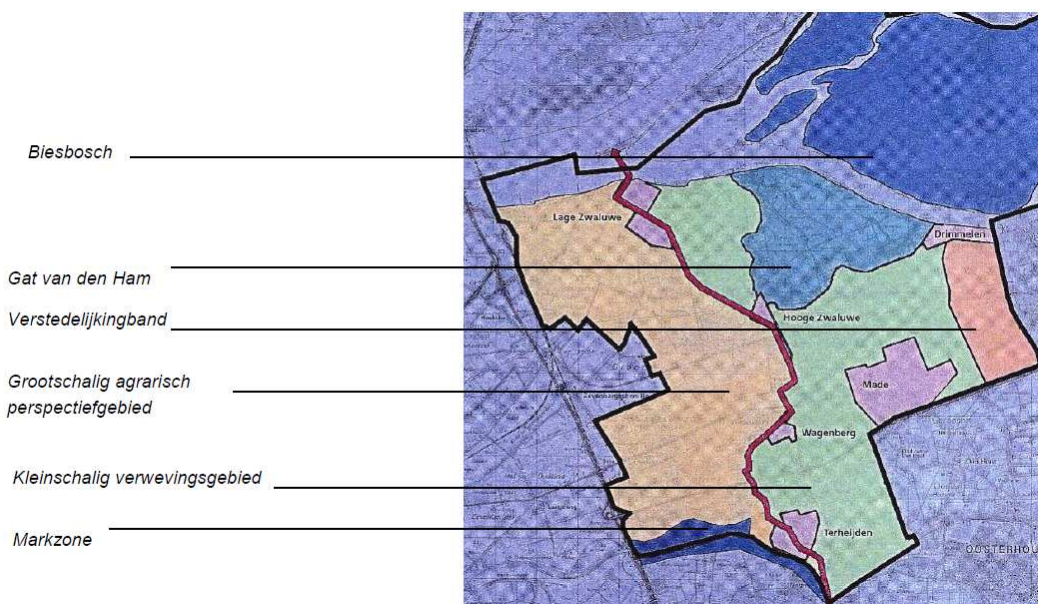 Biesbosch
Gat van den Ham
Verstedelijkingband
Grootschalig agrarisch
perspectiefgebied
Kleinschalig verwevingsgebied
Markzone
Lage Zwaluwe
Drimmelen
Hooge Zwaluwe
Made
Wagenberg
Terheijden
OOSTERHOU